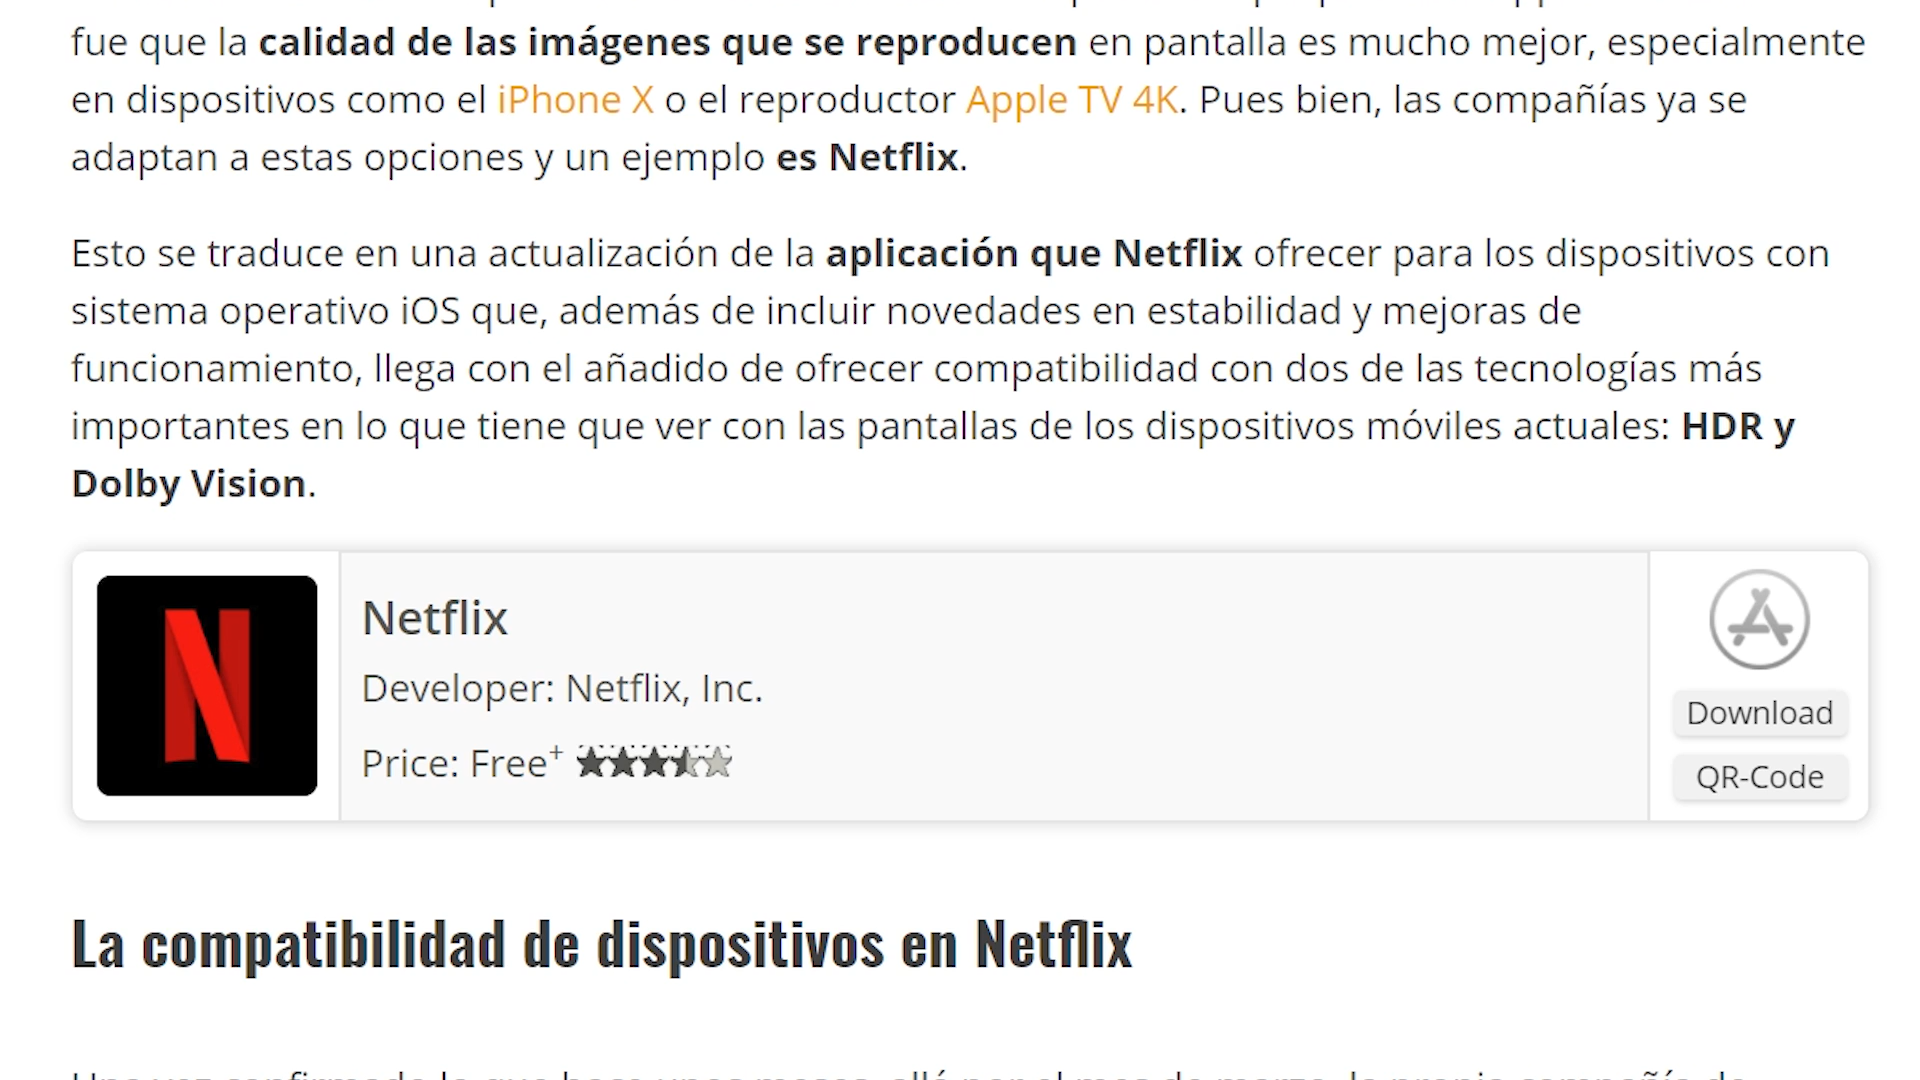 fue que la calidad de las imágenes que se reproducen en pantalla es mucho mejor, especialmente
en dispositivos como el iPhone X o el reproductor Apple TV 4K. Pues bien, las compañías ya se
adaptan a estas opciones y un ejemplo es Netflix.
Esto se traduce en una actualización de la aplicación que Netflix ofrecer para los dispositivos con
sistema operativo iOS que, además de incluir novedades en estabilidad y mejoras de
funcionamiento, llega con el añadido de ofrecer compatibilidad con dos de las tecnologías más
importantes en lo que tiene que ver con las pantallas de los dispositivos móviles actuales: HDR y
Dolby Vision.
N
Netflix
Developer: Netflix, Inc.
Price: Free+
Download
QR-Code
La compatibilidad de dispositivos en Netflix